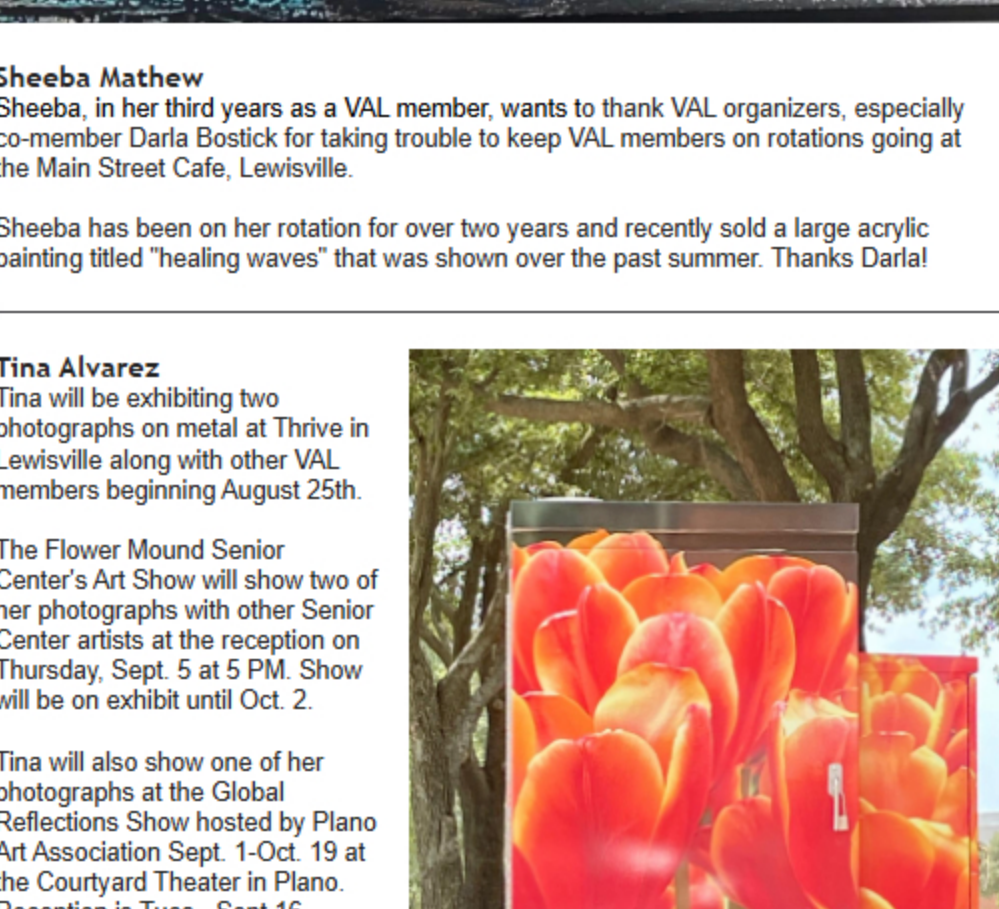 Sheeba Mathew
Sheeba, in her third years as a VAL member, wants to thank VAL organizers, especially
co-member Darla Bostick for taking trouble to keep VAL members on rotations going at
the Main Street Cafe, Lewisville.
Sheeba has been on her rotation for over two years and recently sold a large acrylic
painting titled "healing waves" that was shown over the past summer. Thanks Darla!
Tina Alvarez
Tina will be exhibiting two
photographs on metal at Thrive in
Lewisville along with other VAL
members beginning August 25th.
The Flower Mound Senior
Center's Art Show will show two of
her photographs with other Senior
Center artists at the reception on
Thursday, Sept. 5 at 5 PM. Show
will be on exhibit until Oct. 2.
Tina will also show one of her
photographs at the Global
Reflections Show hosted by Plano
Art Association Sept. 1-Oct. 19 at
the Courtyard Theater in Plano.
Reception is Tues., Sept 16